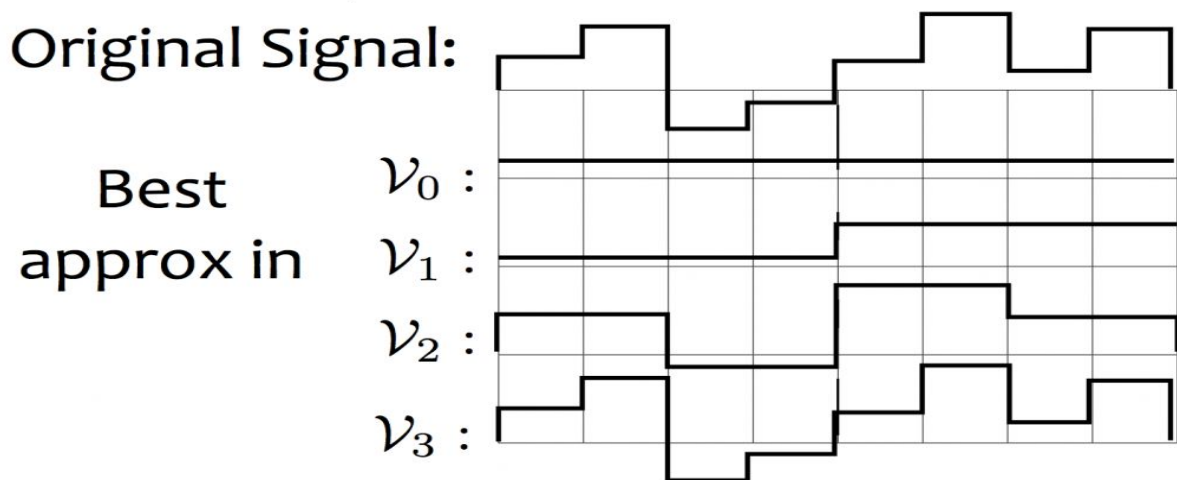 Original Signal:
Best
approx in
𝒱₀ :
𝒱₁ :
𝒱₂ :
𝒱₃ :